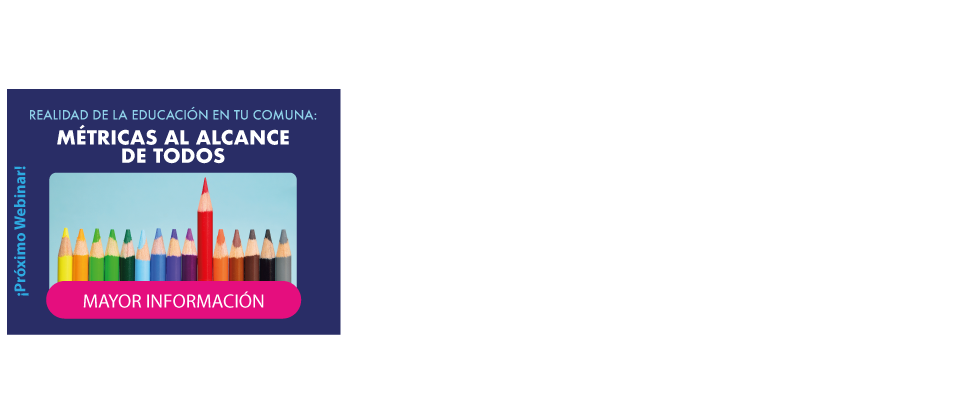 REALIDAD DE LA EDUCACIÓN EN TU COMUNA:
MÉTRICAS AL ALCANCE
DE TODOS
¡Próximo Webinar!
MAYOR INFORMACIÓN